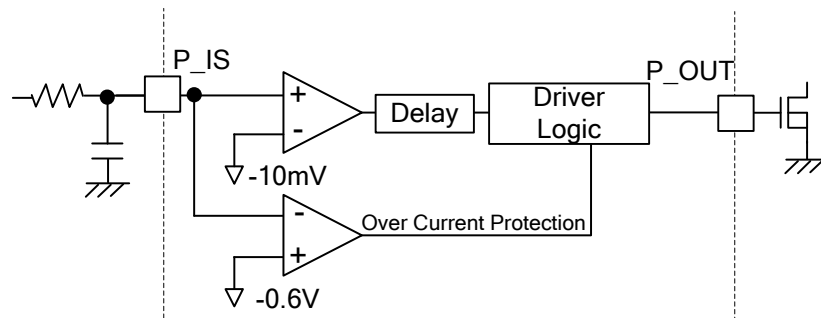 P_IS
P_OUT
+
-
Delay
Driver
Logic
-10mV
-
+
Over Current Protection
-0.6V